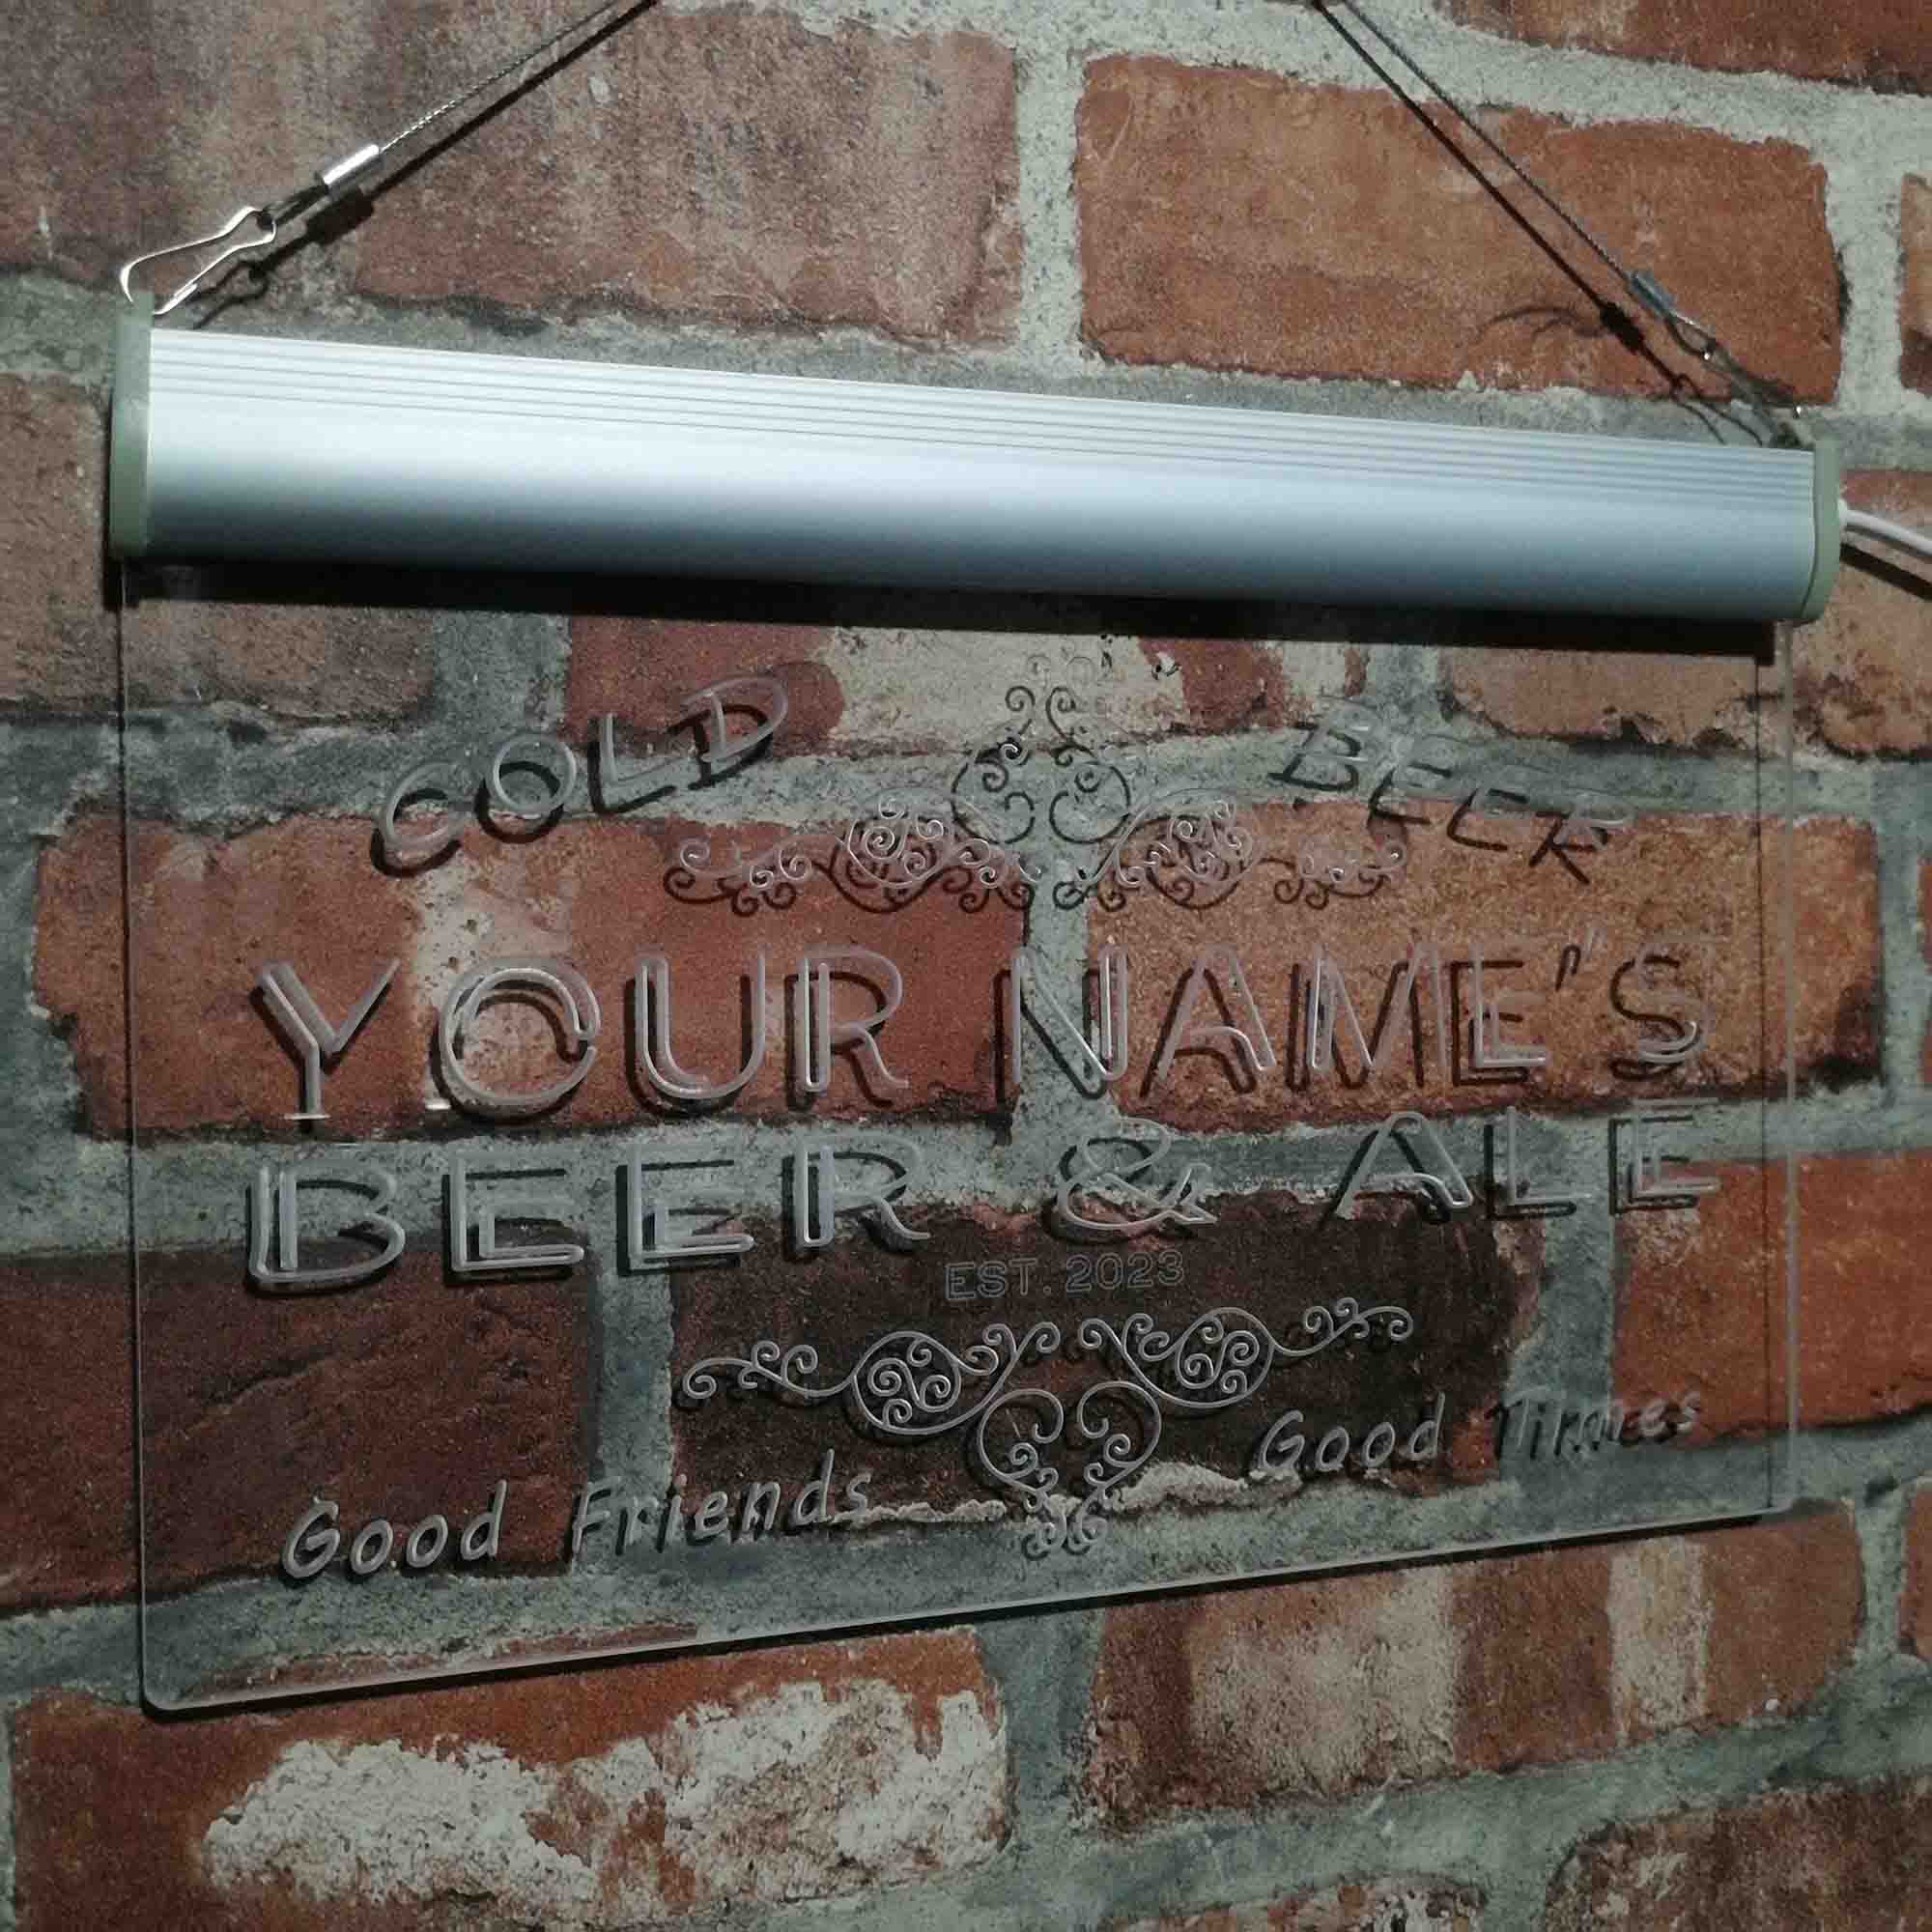 COLD BEER
YOUR NAME'S
BEER & ALE
EST. 2023
Good Friends Good Times